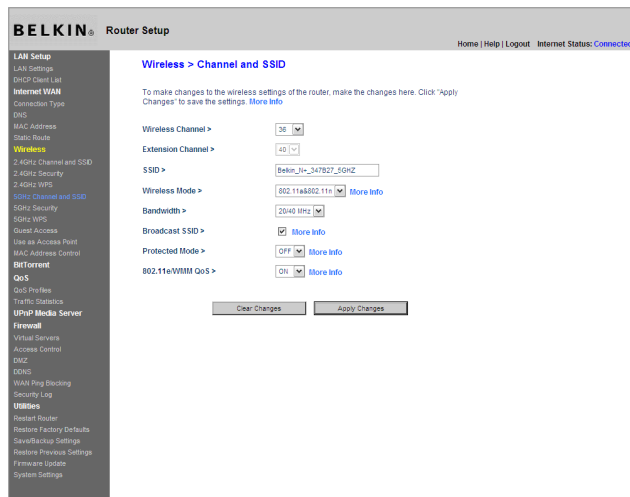 BELKIN® Router Setup
Home | Help | Logout Internet Status: Connected
LAN Setup
LAN Settings
DHCP Client List
Internet WAN
Connection Type
DNS
MAC Address
Static Route
Wireless
2.4GHz Channel and SSID
2.4GHz Security
2.4GHz WPS
5GHz Channel and SSID
5GHz Security
5GHz WPS
Guest Access
Use as Access Point
MAC Address Control
BitTorrent
QoS
QoS Profiles
Traffic Statistics
UPnP Media Server
Firewall
Virtual Servers
Access Control
DMZ
DDNS
WAN Ping Blocking
Security Log
Utilities
Restart Router
Restore Factory Defaults
Save/Backup Settings
Restore Previous Settings
Firmware Update
System Settings
Wireless > Channel and SSID
To make changes to the wireless settings of the router, make the changes here. Click "Apply
Changes" to save the settings. More Info
Wireless Channel > 36
Extension Channel > 40
SSID > Belkin_N+_347B27_5GHZ
Wireless Mode > 802.11a&802.11n More Info
Bandwidth > 20/40 MHz
Broadcast SSID > More Info
Protected Mode > OFF More Info
802.11e/WMM QoS > ON More Info
Clear Changes Apply Changes